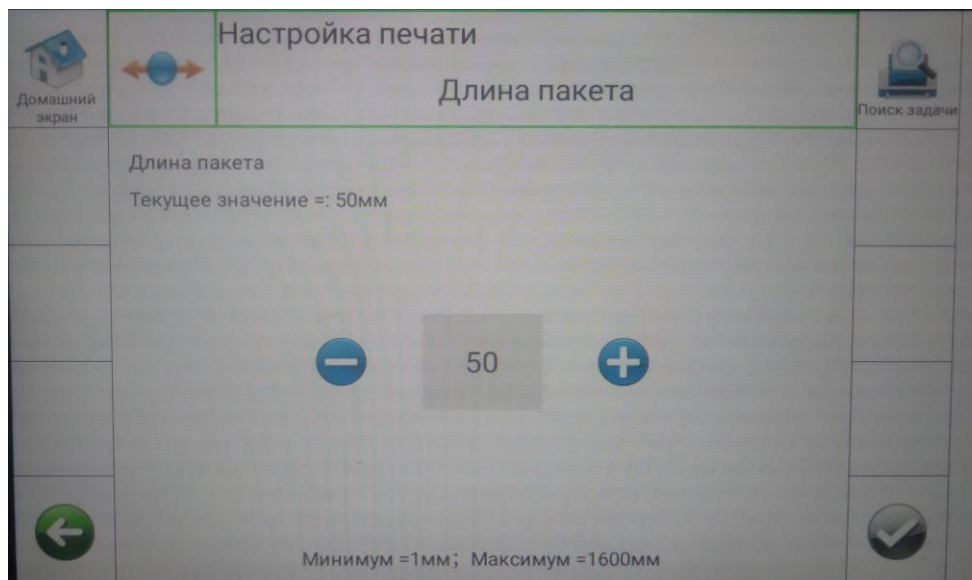 Настройка печати
Длина пакета
Домашний
экран
Поиск задачи
Длина пакета
Текущее значение =: 50мм
50
Минимум =1мм; Максимум =1600мм